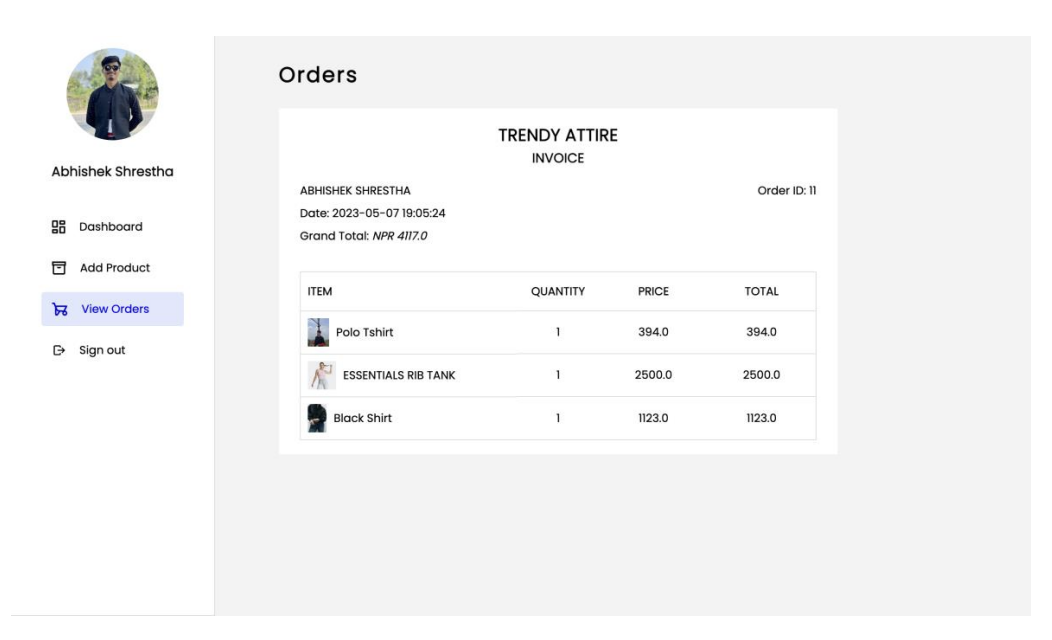 Abhishek Shrestha
Dashboard
Add Product
View Orders
Sign out
Orders
TRENDY ATTIRE
INVOICE
ABHISHEK SHRESTHA Order ID: 11
Date: 2023-05-07 19:05:24
Grand Total: NPR 4117.0
ITEM QUANTITY PRICE TOTAL
Polo Tshirt 1 394.0 394.0
ESSENTIALS RIB TANK 1 2500.0 2500.0
Black Shirt 1 1123.0 1123.0